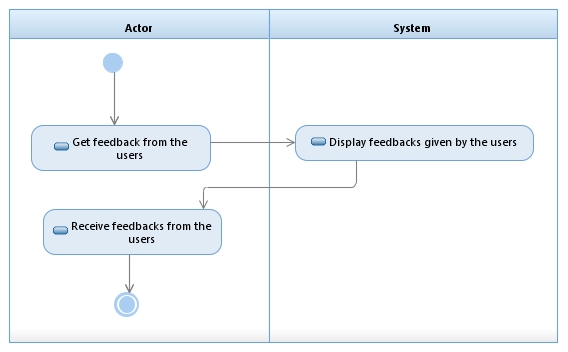 Actor
System
Get feedback from the
users
Display feedbacks given by the users
Receive feedbacks from the
users